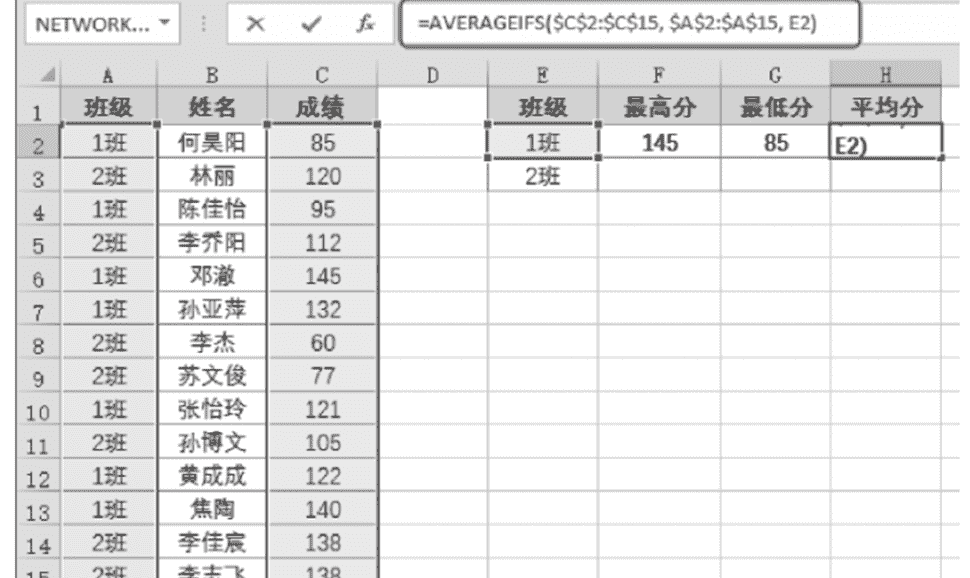 NETWORK... =AVERAGEIFS($C$2:$C$15, $A$2:$A$15, E2)
A B C D E F G H
1 班级 姓名 成绩 班级 最高分 最低分 平均分
2 1班 何昊阳 85 1班 145 85 E2)
3 2班 林丽 120 2班
4 1班 陈佳怡 95
5 2班 李乔阳 112
6 1班 邓澈 145
7 1班 孙亚萍 132
8 2班 李杰 60
9 2班 苏文俊 77
10 1班 张怡玲 121
11 2班 孙博文 105
12 1班 黄成成 122
13 1班 焦陶 140
14 2班 李佳宸 138
15 2班 李志飞 138